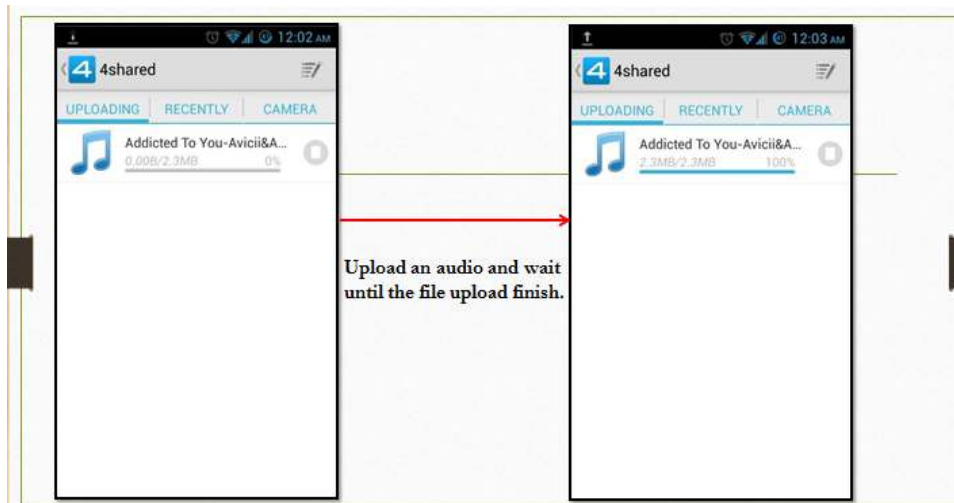 12:02 AM
4 4shared
UPLOADING RECENTLY CAMERA
Addicted To You-Avicii&A...
0.00B/2.3MB 0%
Upload an audio and wait
until the file upload finish.
12:03 AM
4 4shared
UPLOADING RECENTLY CAMERA
Addicted To You-Avicii&A...
2.3MB/2.3MB 100%